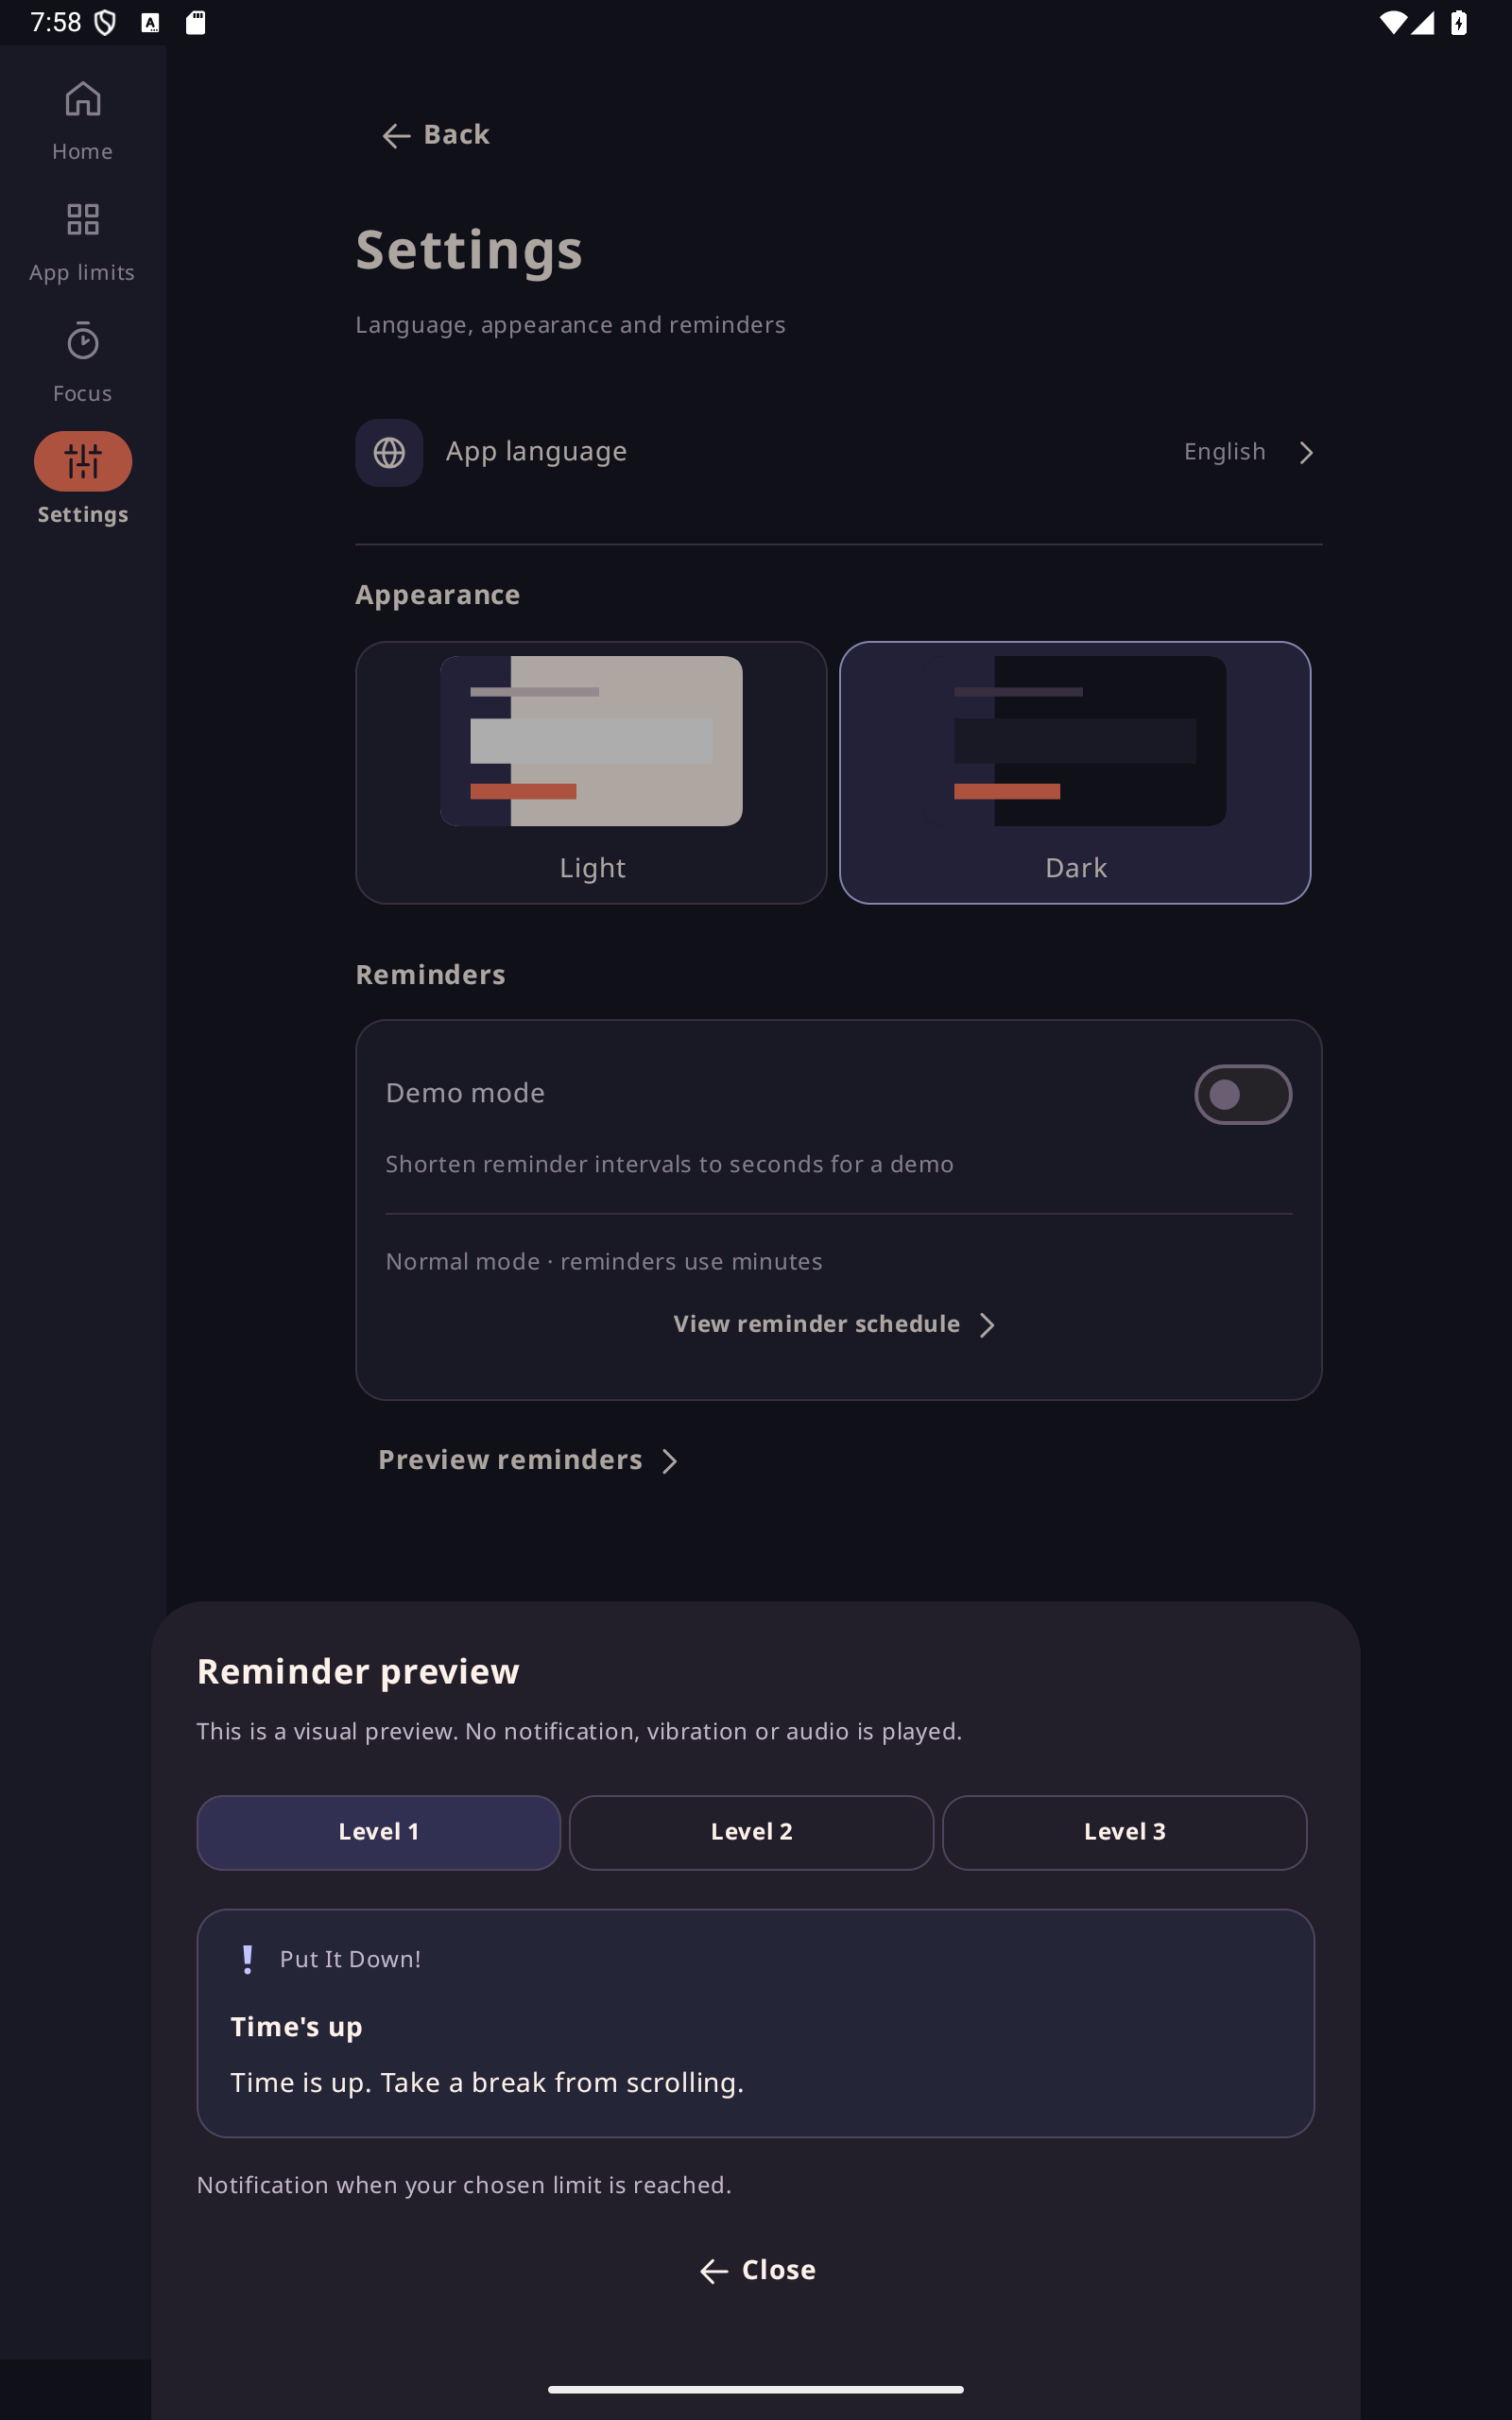 7:58
Home
App limits
Focus
Settings
Back
Settings
Language, appearance and reminders
App language
English
Appearance
Light
Dark
Reminders
Demo mode
Shorten reminder intervals to seconds for a demo
Normal mode · reminders use minutes
View reminder schedule
Preview reminders
Reminder preview
This is a visual preview. No notification, vibration or audio is played.
Level 1
Level 2
Level 3
Put It Down!
Time's up
Time is up. Take a break from scrolling.
Notification when your chosen limit is reached.
Close